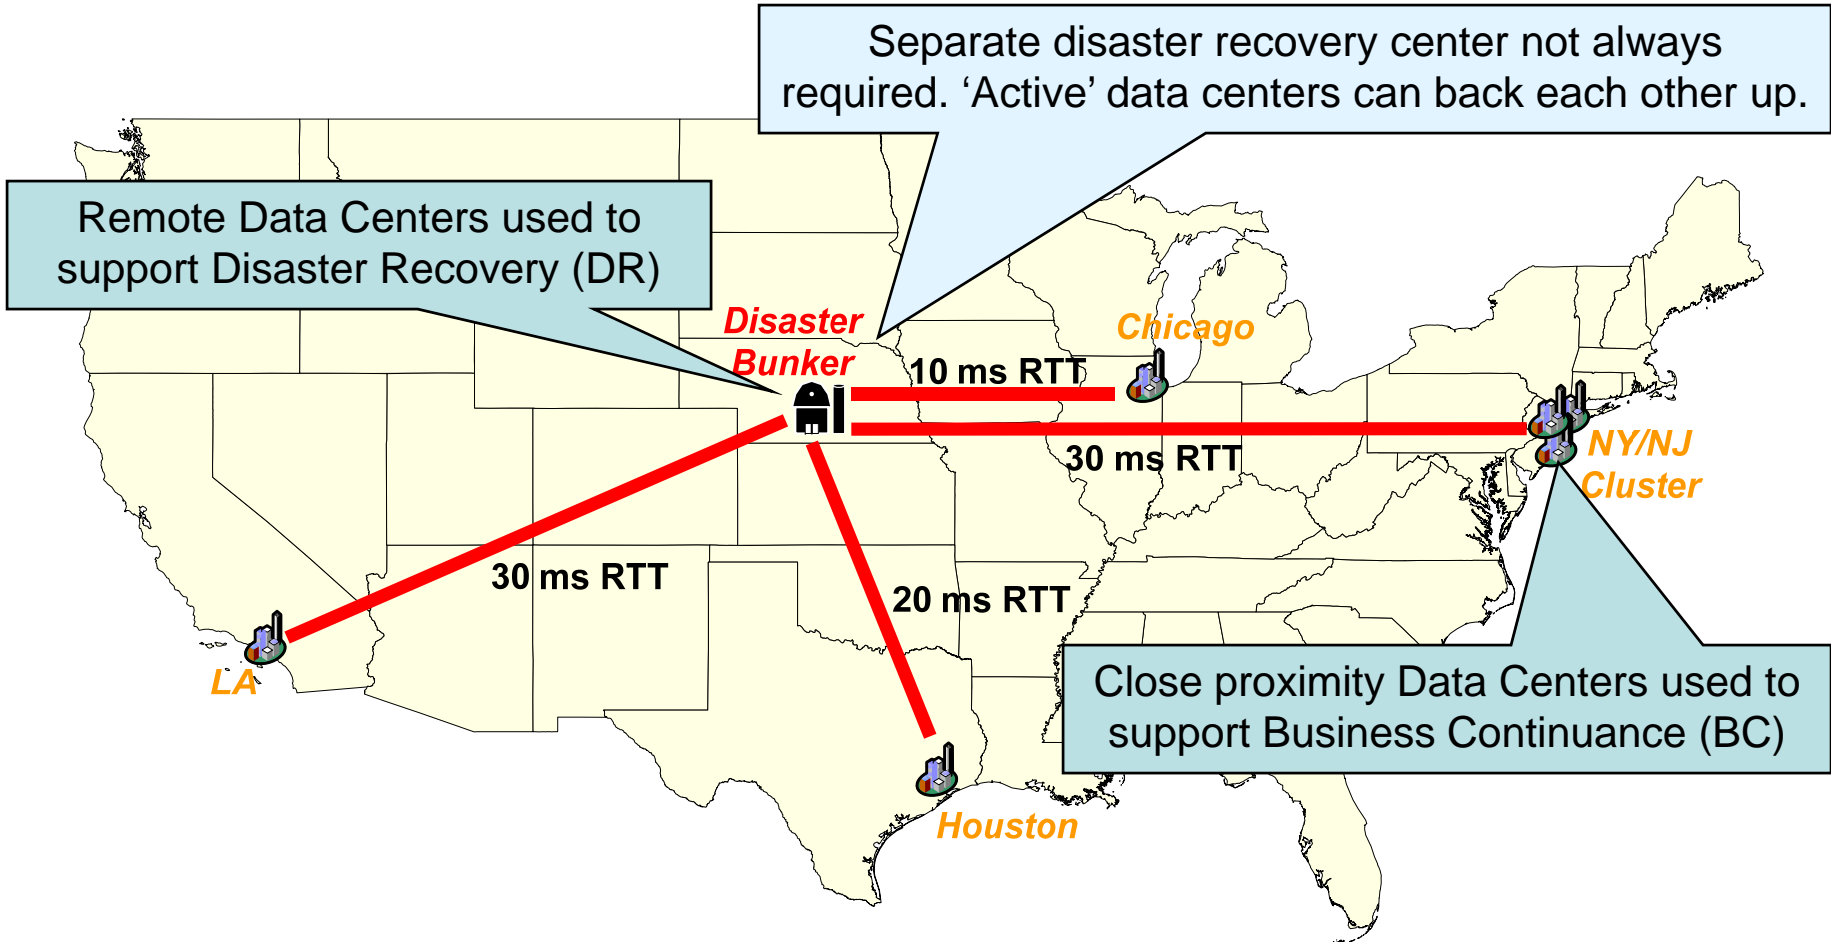 Separate disaster recovery center not always
required. ‘Active’ data centers can back each other up.
Remote Data Centers used to
support Disaster Recovery (DR)
Disaster
Bunker
Chicago
10 ms RTT
30 ms RTT
NY/NJ
Cluster
30 ms RTT
20 ms RTT
LA
Close proximity Data Centers used to
support Business Continuance (BC)
Houston